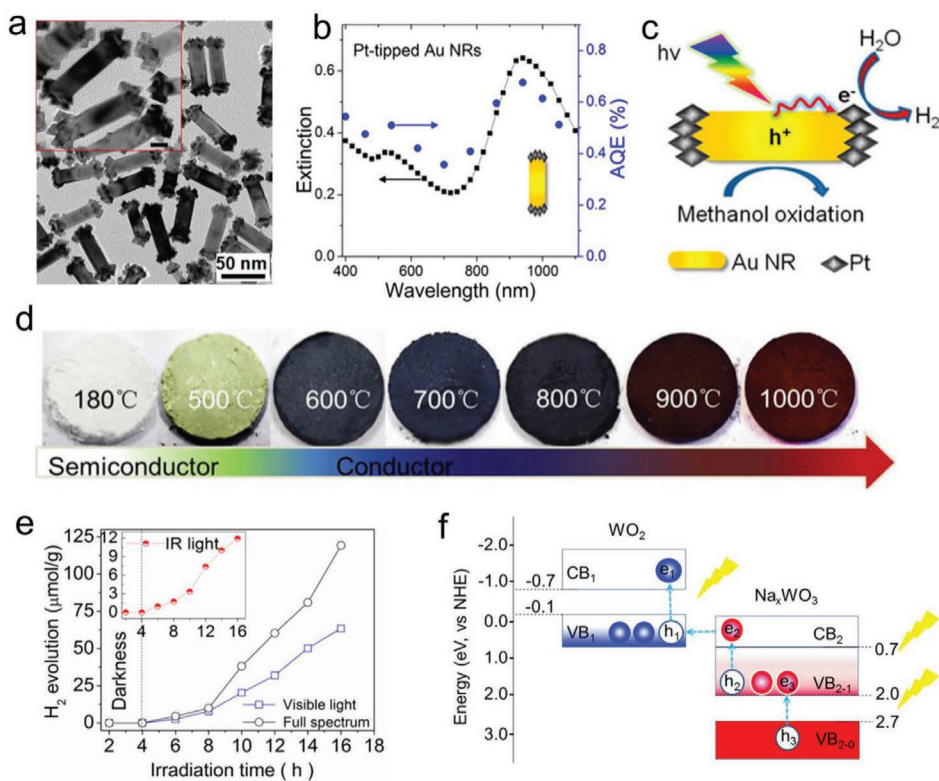 a
50 nm
b
Pt-tipped Au NRs
Extinction
0.6
0.4
0.2
0.0
400 600 800 1000
Wavelength (nm)
0.8
0.6
0.4
0.2
0.0
AQE (%)
c
hν
H2O
e-
H2
h+
Methanol oxidation
Au NR
Pt
d
180℃ 500℃ 600℃ 700℃ 800℃ 900℃ 1000℃
Semiconductor Conductor
e
H2 evolution (μmol/g)
125
100
75
50
25
0
12
9
6
3
0
IR light
4 8 12 16
Darkness
Visible light
Full spectrum
2 4 6 8 10 12 14 16 18
Irradiation time ( h )
f
Energy (eV, vs NHE)
-2.0
-1.0
0.0
1.0
2.0
3.0
WO2
-0.7
CB1
e1
-0.1
VB1
h1
NaxWO3
e2
CB2
0.7
h2
e3
VB2-1
2.0
2.7
h3
VB2-0